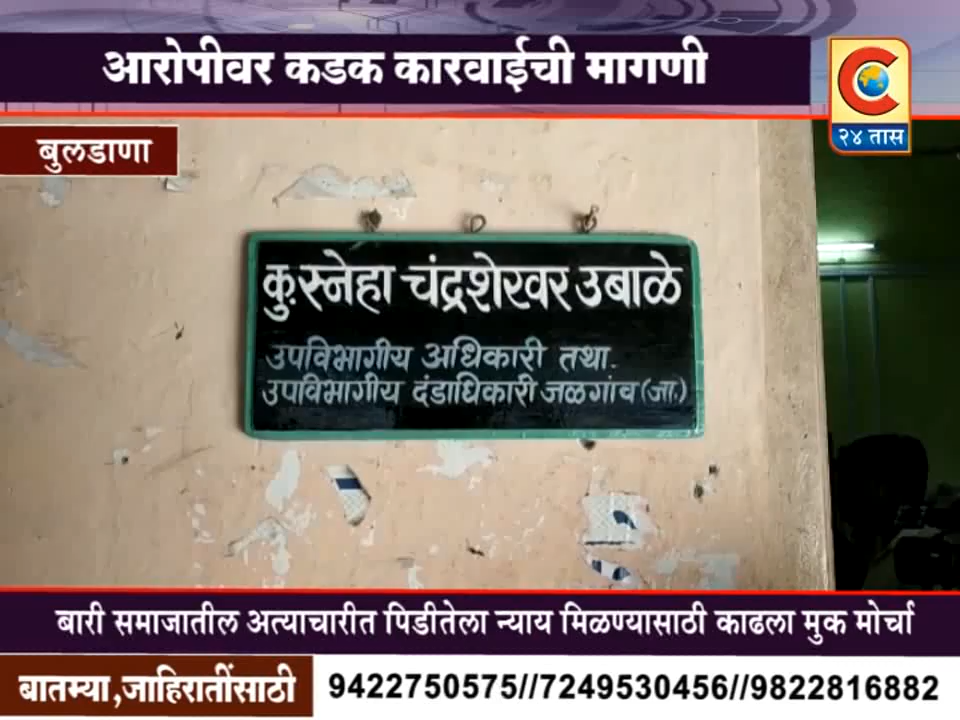 आरोपीवर कडक कारवाईची मागणी
C
२४ तास
बुलडाणा
कु.स्नेहा चंद्रशेखर उबाळे
उपविभागीय अधिकारी तथा.
उपविभागीय दंडाधिकारी जळगांव (जा.)
बारी समाजातील अत्याचारीत पिडीतेला न्याय मिळण्यासाठी काढला मुक मोर्चा
बातम्या,जाहिरातींसाठी
9422750575//7249530456//9822816882